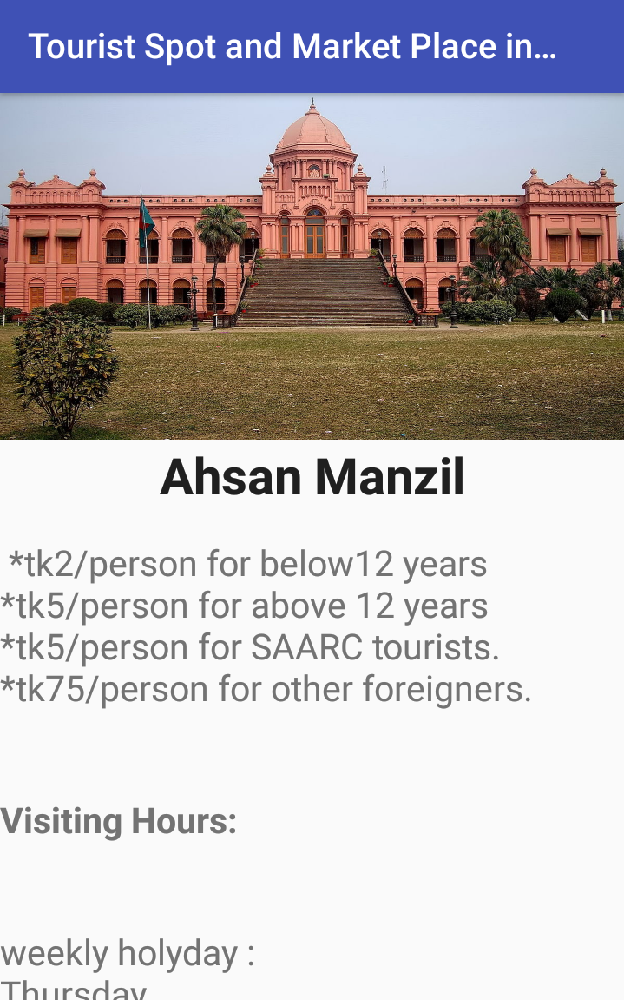 Tourist Spot and Market Place in…
Ahsan Manzil
*tk2/person for below12 years
*tk5/person for above 12 years
*tk5/person for SAARC tourists.
*tk75/person for other foreigners.
Visiting Hours:
weekly holyday :
Thursday